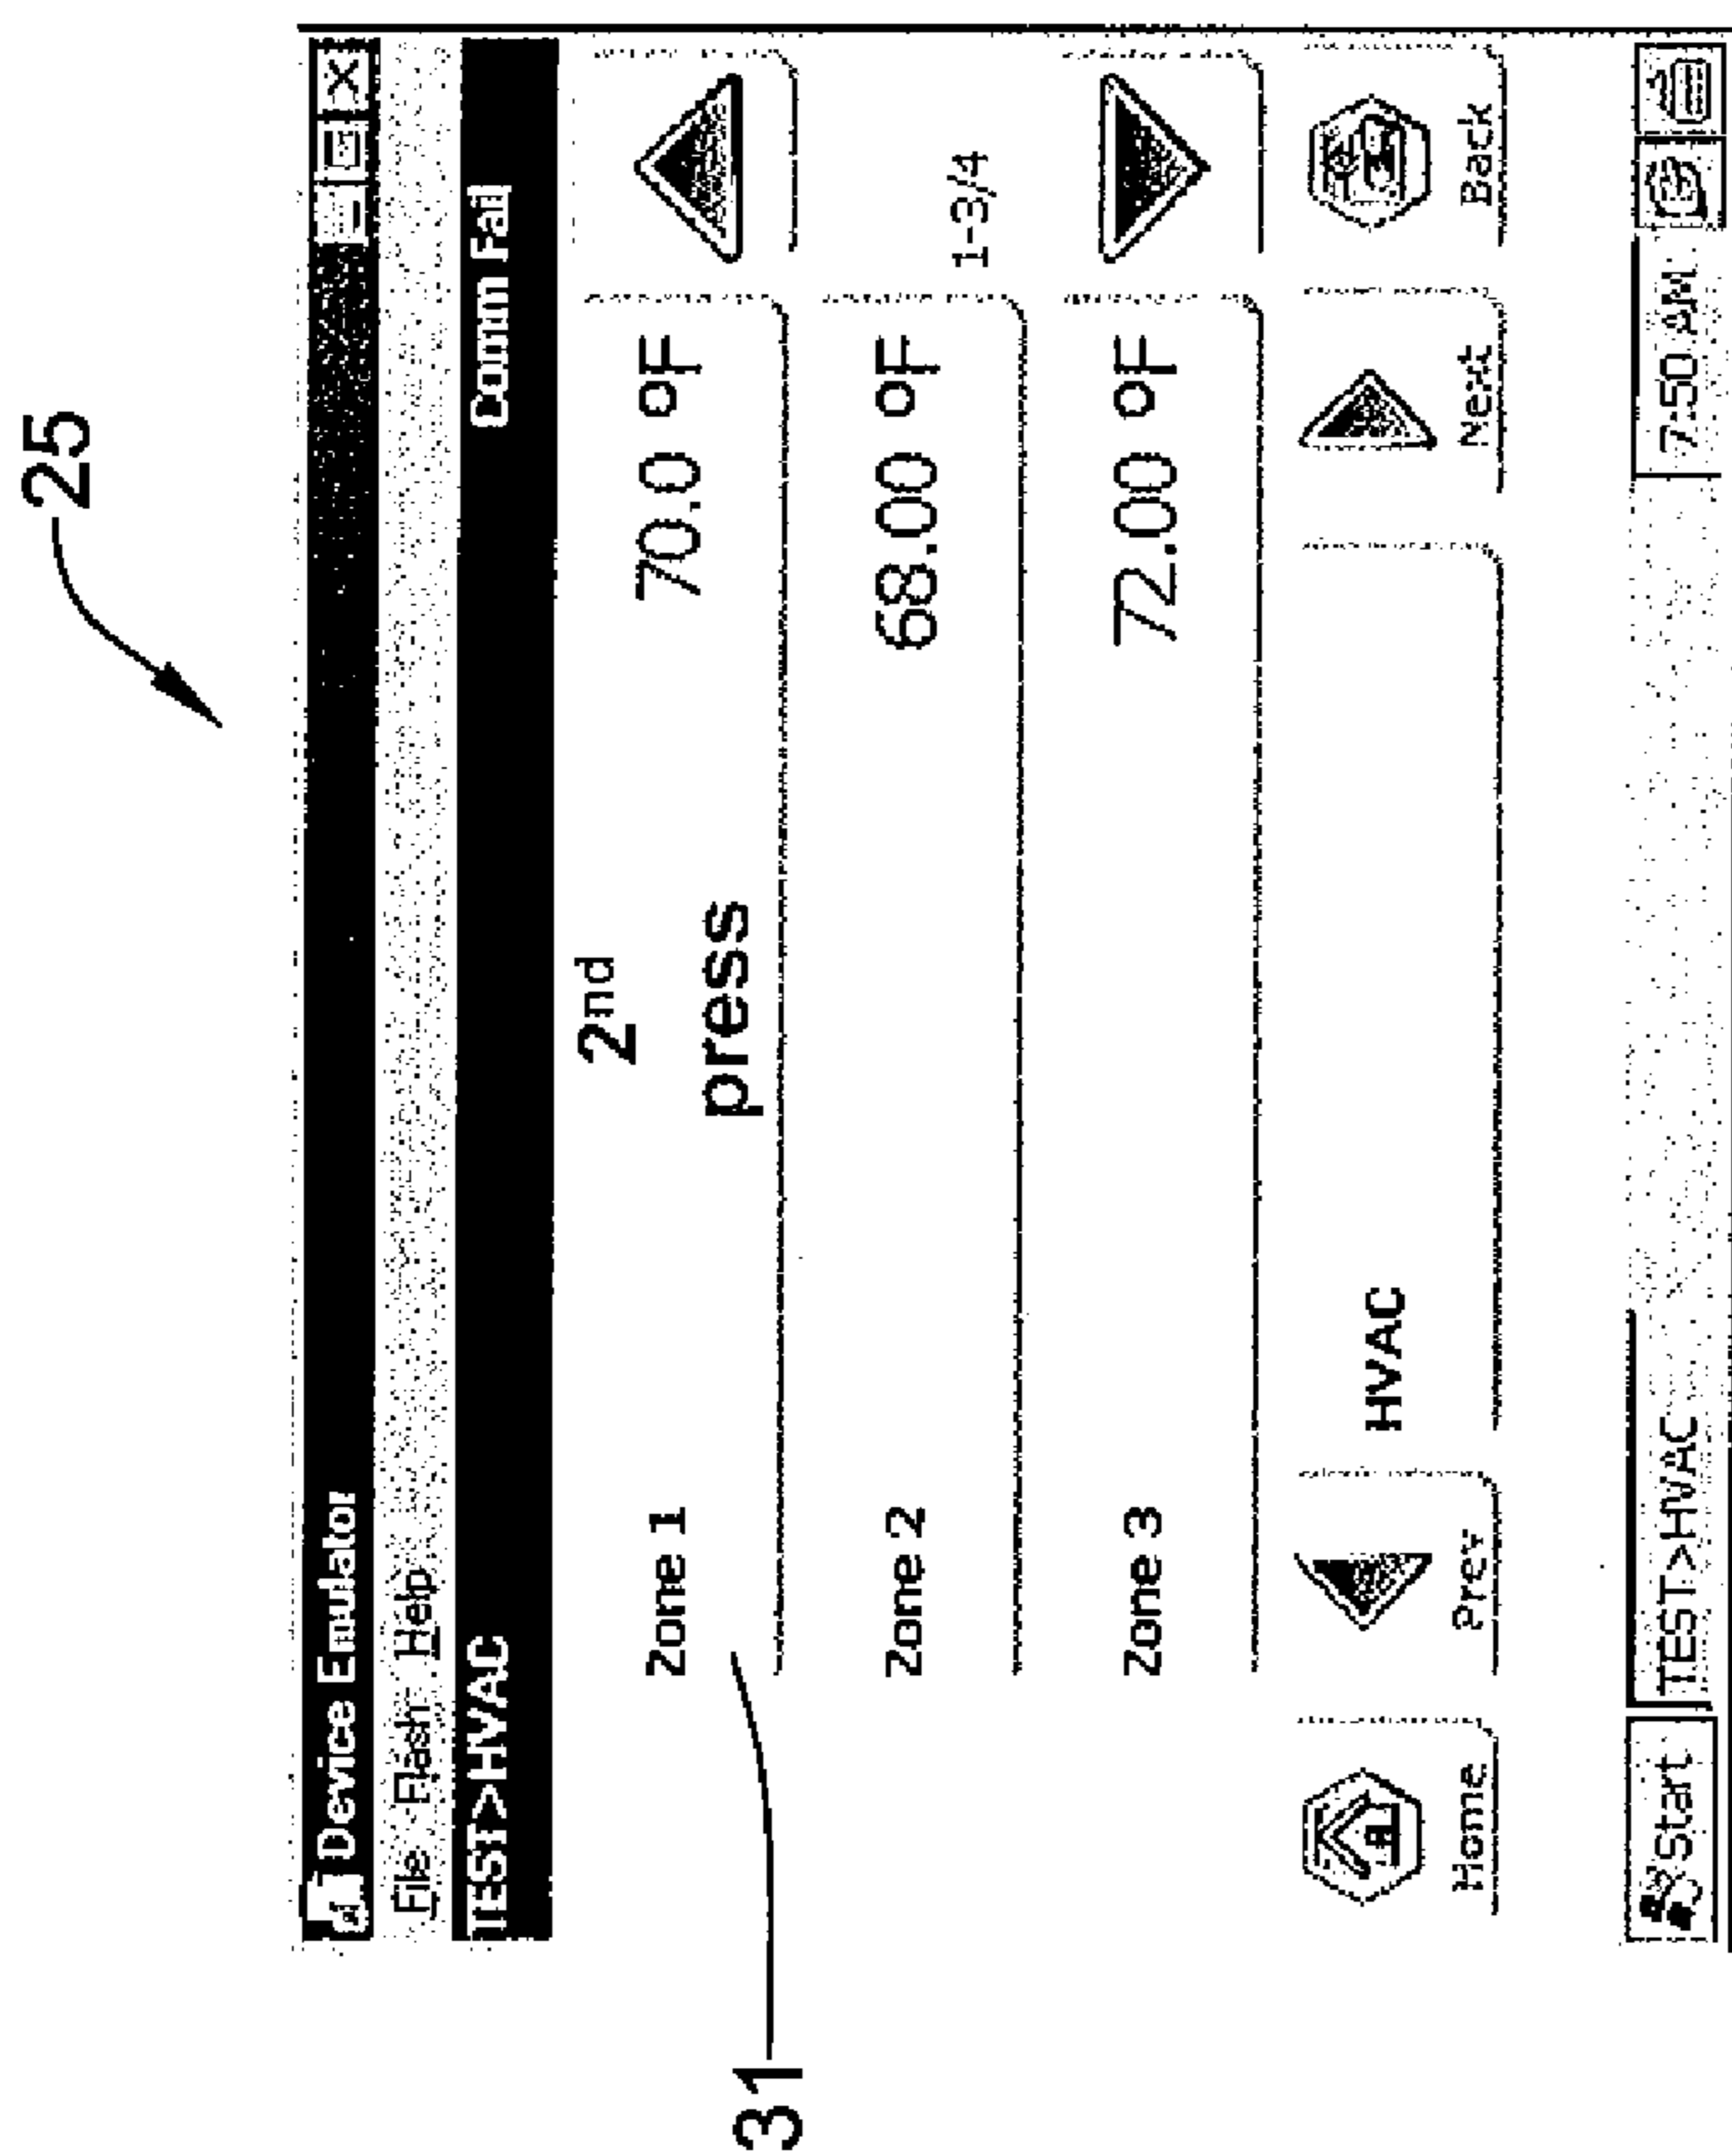 25
Device Emulator
File Flash Help
TEST>HVAC Comm Fail
2nd
press
Zone 1 70.0 oF
Zone 2 68.00 oF
1-3/4
Zone 3 72.00 oF
HVAC
Home Prev Next Back
Start TEST>HVAC 7:50 AM
31